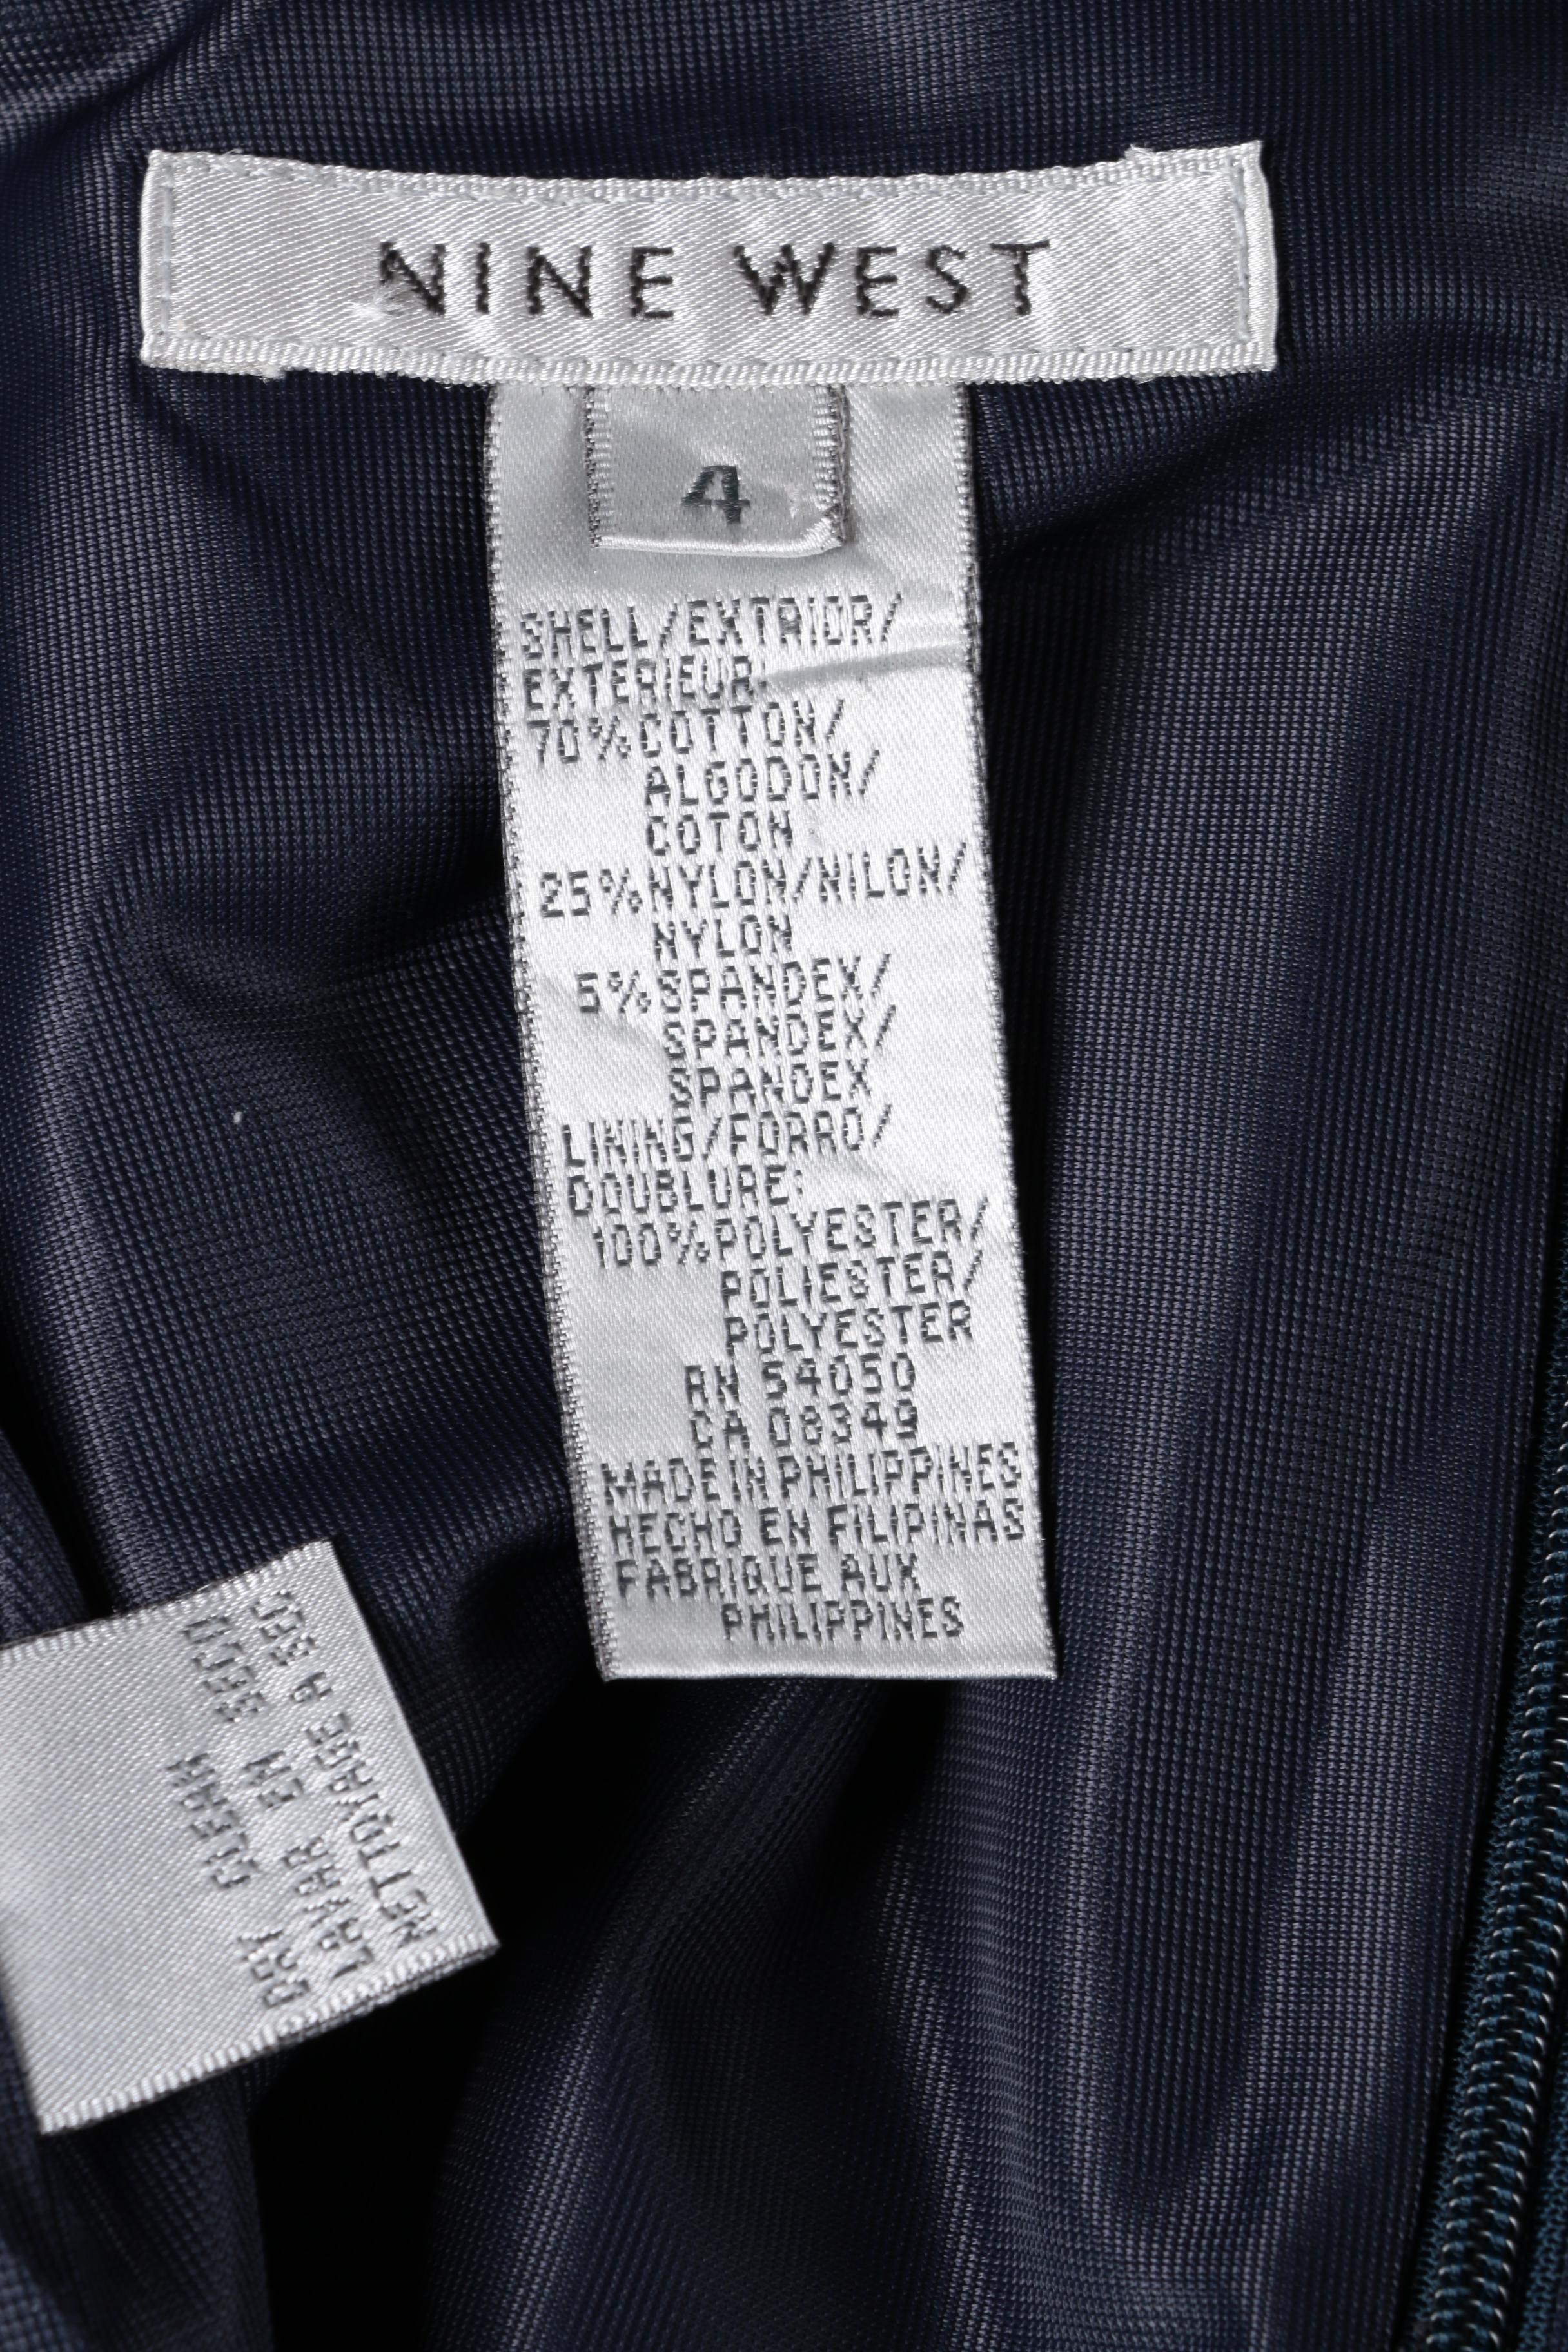 NINE WEST
4
SHELL/EXTRIOR/
EXTERIEUR:
70%COTTON/
ALGODON/
COTON
25%NYLON/NILON/
NYLON
5%SPANDEX/
SPANDEX/
SPANDEX
LINING/FORRO/
DOUBLURE:
100%POLYESTER/
POLIESTER/
POLYESTER
RN 54050
CA 08349
MADE IN PHILIPPINES
HECHO EN FILIPINAS
FABRIQUE AUX
PHILIPPINES
DRY CLEAN
LAVAR EN SECO
NETTOYAGE A SEC